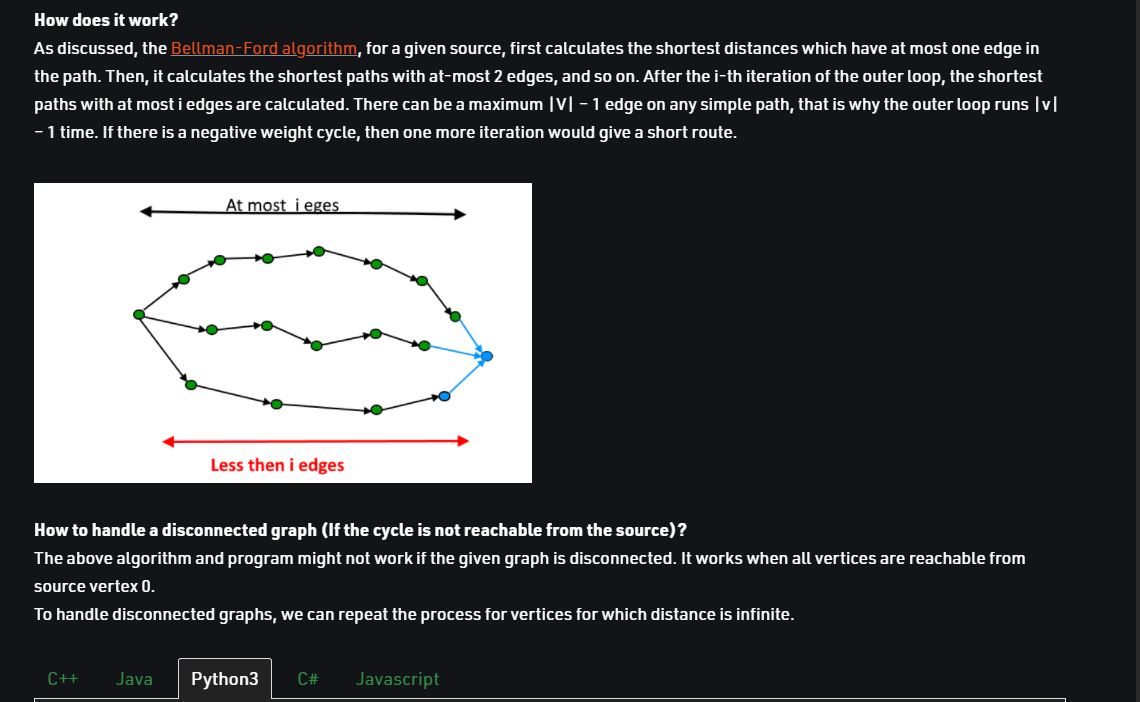 How does it work?
As discussed, the Bellman-Ford algorithm, for a given source, first calculates the shortest distances which have at most one edge in
the path. Then, it calculates the shortest paths with at-most 2 edges, and so on. After the i-th iteration of the outer loop, the shortest
paths with at most i edges are calculated. There can be a maximum |V| – 1 edge on any simple path, that is why the outer loop runs |v|
– 1 time. If there is a negative weight cycle, then one more iteration would give a short route.
At most i eges
Less then i edges
How to handle a disconnected graph (If the cycle is not reachable from the source)?
The above algorithm and program might not work if the given graph is disconnected. It works when all vertices are reachable from
source vertex 0.
To handle disconnected graphs, we can repeat the process for vertices for which distance is infinite.
C++ Java Python3 C# Javascript